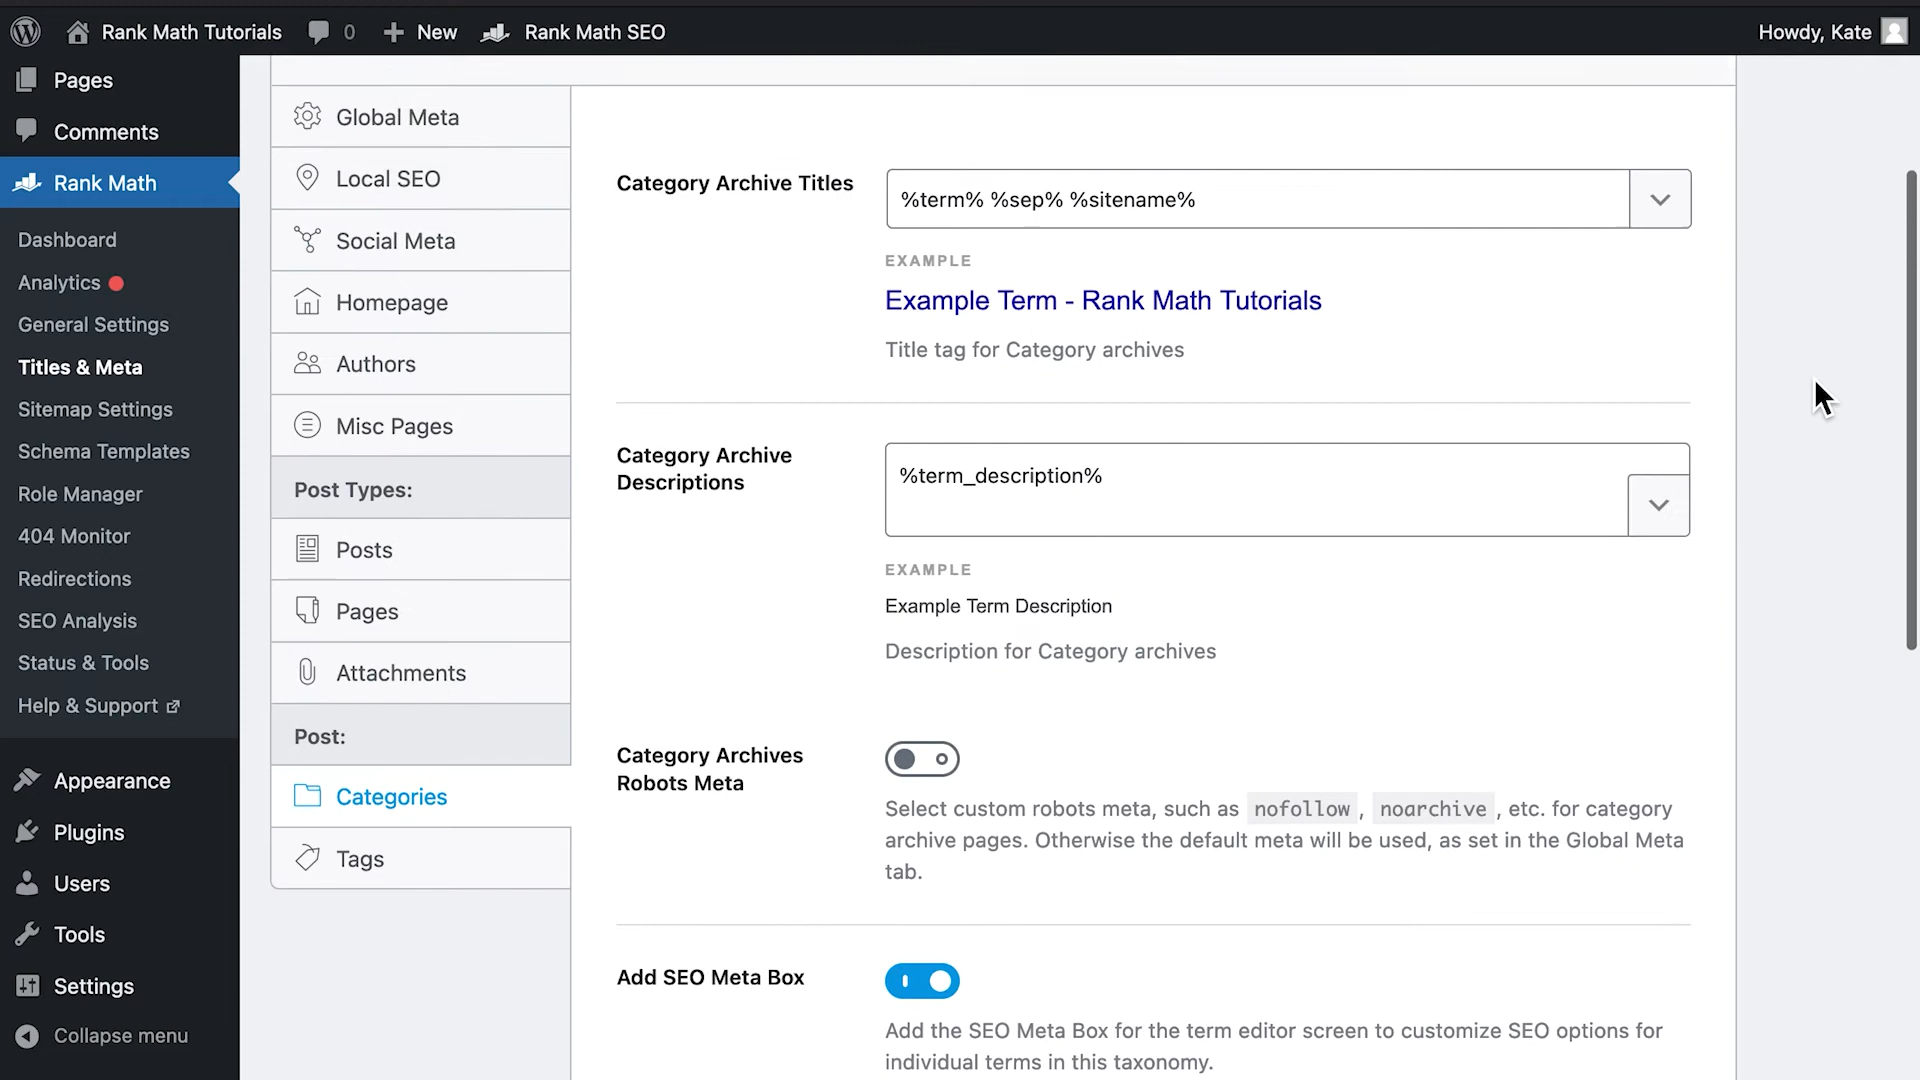 Rank Math Tutorials
0
New
Rank Math SEO
Howdy, Kate
Pages
Comments
Rank Math
Dashboard
Analytics
General Settings
Titles & Meta
Sitemap Settings
Schema Templates
Role Manager
404 Monitor
Redirections
SEO Analysis
Status & Tools
Help & Support
Appearance
Plugins
Users
Tools
Settings
Collapse menu
Global Meta
Local SEO
Social Meta
Homepage
Authors
Misc Pages
Post Types:
Posts
Pages
Attachments
Post:
Categories
Tags
Category Archive Titles
%term% %sep% %sitename%
EXAMPLE
Example Term - Rank Math Tutorials
Title tag for Category archives
Category Archive
Descriptions
%term_description%
EXAMPLE
Example Term Description
Description for Category archives
Category Archives
Robots Meta
Select custom robots meta, such as nofollow, noarchive, etc. for category
archive pages. Otherwise the default meta will be used, as set in the Global Meta
tab.
Add SEO Meta Box
Add the SEO Meta Box for the term editor screen to customize SEO options for
individual terms in this taxonomy.